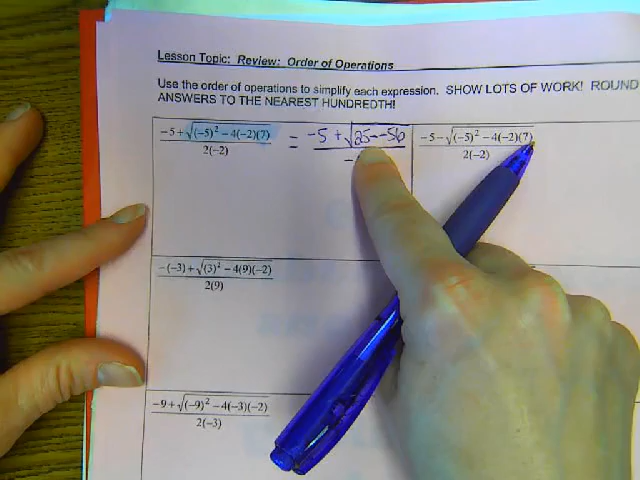 Lesson Topic: Review: Order of Operations
Use the order of operations to simplify each expression. SHOW LOTS OF WORK! ROUND
ANSWERS TO THE NEAREST HUNDREDTH!
−5+√(−5)²−4(−2)(7) = −5+√25−−56 −5−√(−5)²−4(−2)(7)
2(−2) − 2(−2)
−(−3)+√(3)²−4(9)(−2)
2(9)
−9+√(−9)²−4(−3)(−2)
2(−3)